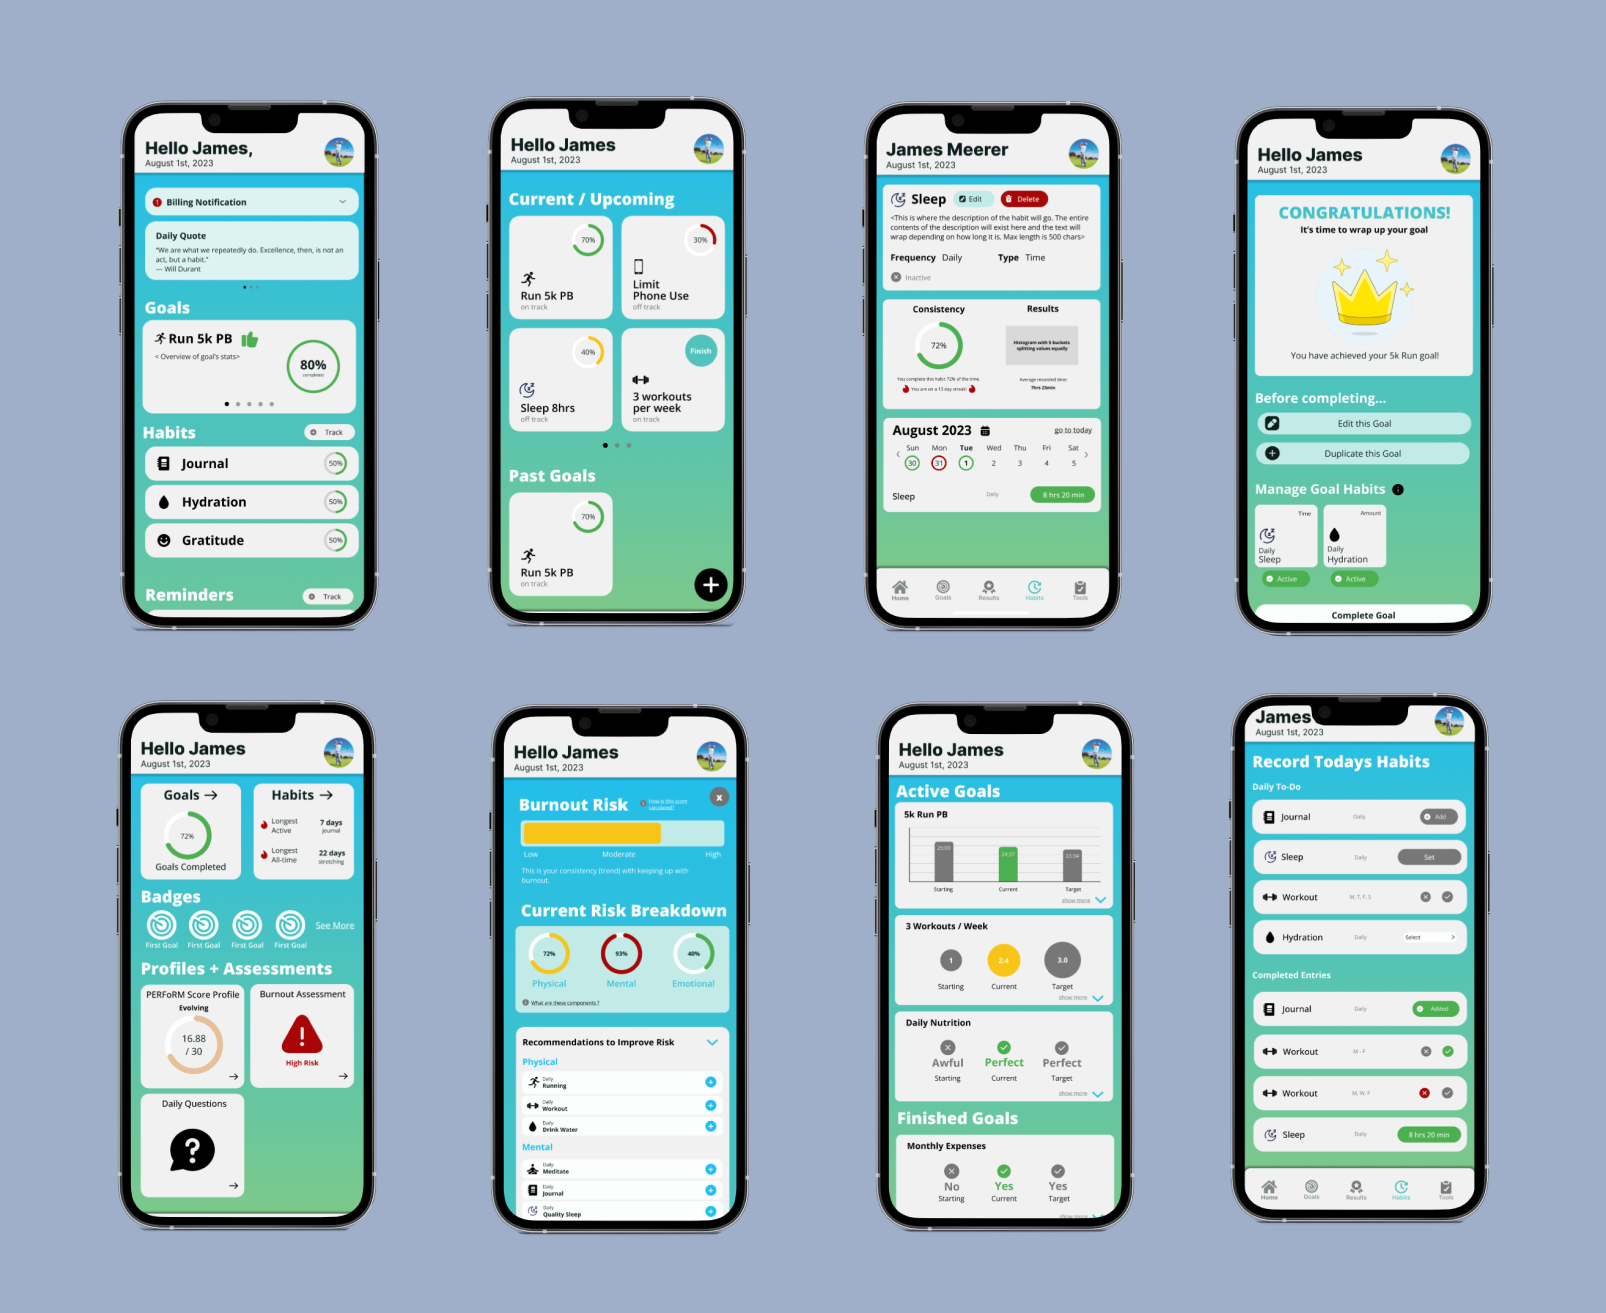 Hello James,
August 1st, 2023
Billing Notification
Daily Quote
"We are what we repeatedly do. Excellence, then, is not an
act, but a habit."
— Will Durant
Goals
Run 5k PB
< Overview of goal's stats>
80%
completed
Habits
Track
Journal
50%
Hydration
50%
Gratitude
50%
Reminders
Track
Hello James
August 1st, 2023
Current / Upcoming
70%
Run 5k PB
on track
30%
Limit
Phone Use
off track
40%
Sleep 8hrs
off track
Finish
3 workouts
per week
on track
Past Goals
70%
Run 5k PB
on track
+
James Meerer
August 1st, 2023
Sleep
Edit
Delete
<This is where the description of the habit will go. The entire
contents of the description will exist here and the text will
wrap depending on how long it is. Max length is 500 chars>
Frequency Daily
Type Time
Inactive
Consistency
72%
You complete this habit 72% of the time.
You are on a 13 day streak!
Results
Histogram with 5 buckets
splitting values equally
Average recorded time:
7hrs 23min
August 2023
go to today
Sun Mon Tue Wed Thu Fri Sat
30 31 1 2 3 4 5
Sleep
Daily
8 hrs 20 min
Home Goals Results Habits Tools
Hello James
August 1st, 2023
CONGRATULATIONS!
It's time to wrap up your goal
You have achieved your 5k Run goal!
Before completing...
Edit this Goal
Duplicate this Goal
Manage Goal Habits
Time
Daily
Sleep
Active
Amount
Daily
Hydration
Active
Complete Goal
Hello James
August 1st, 2023
Goals →
72%
Goals Completed
Habits →
Longest
Active
7 days
journal
Longest
All-time
22 days
stretching
Badges
First Goal First Goal First Goal First Goal
See More
Profiles + Assessments
PERFoRM Score Profile
Evolving
16.88
/ 30
Burnout Assessment
High Risk
Daily Questions
?
Hello James
August 1st, 2023
Burnout Risk
How is this score
calculated?
x
Low Moderate High
This is your consistency (trend) with keeping up with
burnout.
Current Risk Breakdown
72% 93% 40%
Physical Mental Emotional
What are these components?
Recommendations to Improve Risk
Physical
Daily
Running
Daily
Workout
Daily
Drink Water
Mental
Daily
Meditate
Daily
Journal
Daily
Quality Sleep
Hello James
August 1st, 2023
Active Goals
5k Run PB
25:00 24:37 23:34
Starting Current Target
show more
3 Workouts / Week
1 2.4 3.0
Starting Current Target
show more
Daily Nutrition
Awful Perfect Perfect
Starting Current Target
show more
Finished Goals
Monthly Expenses
No Yes Yes
Starting Current Target
show more
James
August 1st, 2023
Record Todays Habits
Daily To-Do
Journal Daily Add
Sleep Daily Set
Workout M, T, F, S
Hydration Daily Select >
Completed Entries
Journal Daily Added
Workout M - F
Workout M, W, F
Sleep Daily 8 hrs 20 min
Home Goals Results Habits Tools